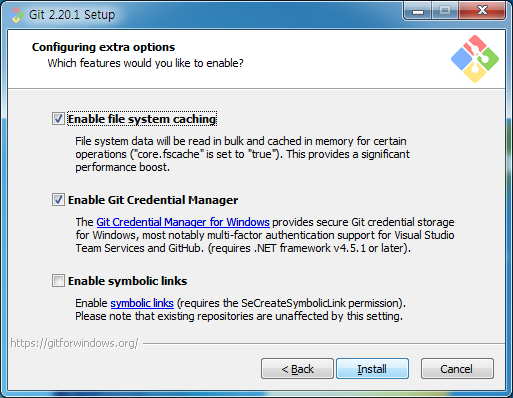 Git 2.20.1 Setup
Configuring extra options
Which features would you like to enable?
Enable file system caching
File system data will be read in bulk and cached in memory for certain
operations ("core.fscache" is set to "true"). This provides a significant
performance boost.
Enable Git Credential Manager
The Git Credential Manager for Windows provides secure Git credential storage
for Windows, most notably multi-factor authentication support for Visual Studio
Team Services and GitHub. (requires .NET framework v4.5.1 or later).
Enable symbolic links
Enable symbolic links (requires the SeCreateSymbolicLink permission).
Please note that existing repositories are unaffected by this setting.
https://gitforwindows.org/
< Back Install Cancel